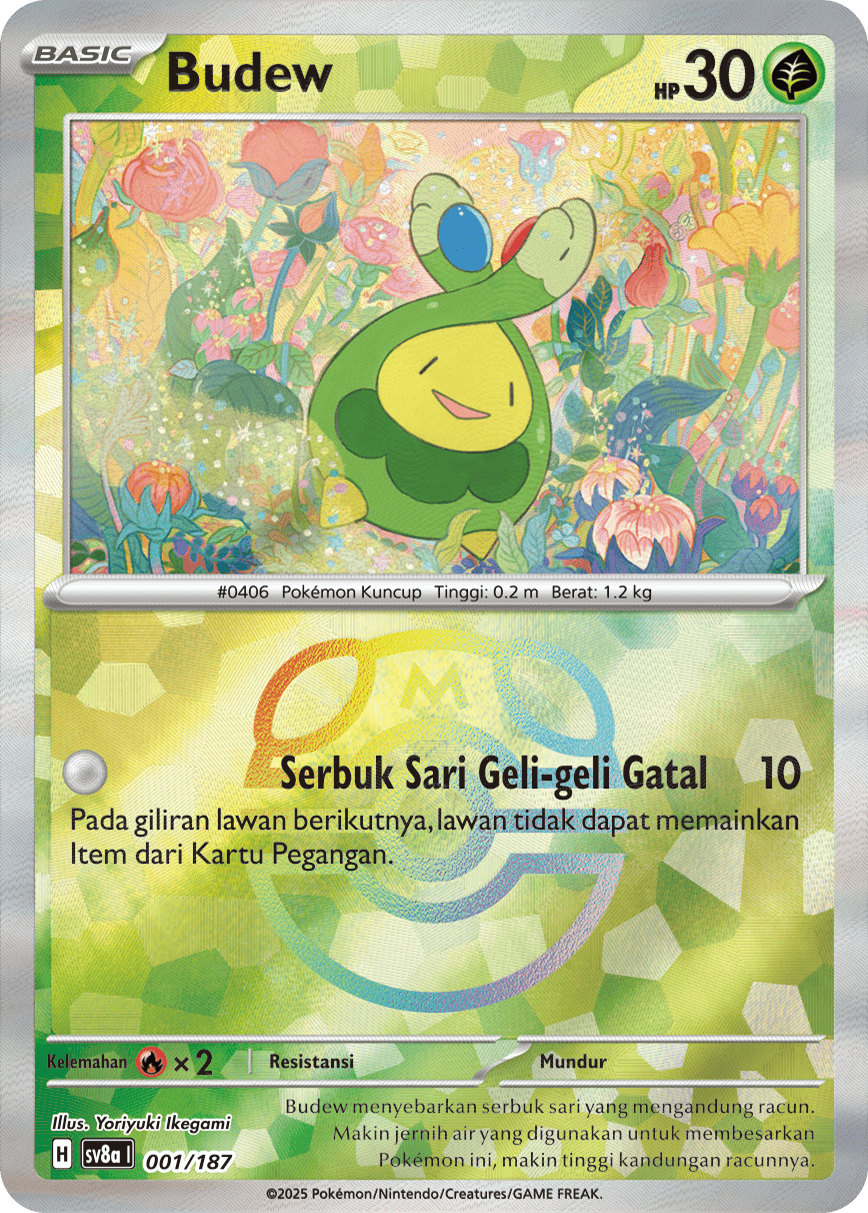 BASIC
Budew
HP 30
#0406 Pokémon Kuncup Tinggi: 0.2 m Berat: 1.2 kg
M
Serbuk Sari Geli-geli Gatal 10
Pada giliran lawan berikutnya, lawan tidak dapat memainkan
Item dari Kartu Pegangan.
Kelemahan × 2 Resistansi Mundur
Illus. Yoriyuki Ikegami
H sv8a I 001/187
Budew menyebarkan serbuk sari yang mengandung racun.
Makin jernih air yang digunakan untuk membesarkan
Pokémon ini, makin tinggi kandungan racunnya.
©2025 Pokémon/Nintendo/Creatures/GAME FREAK.